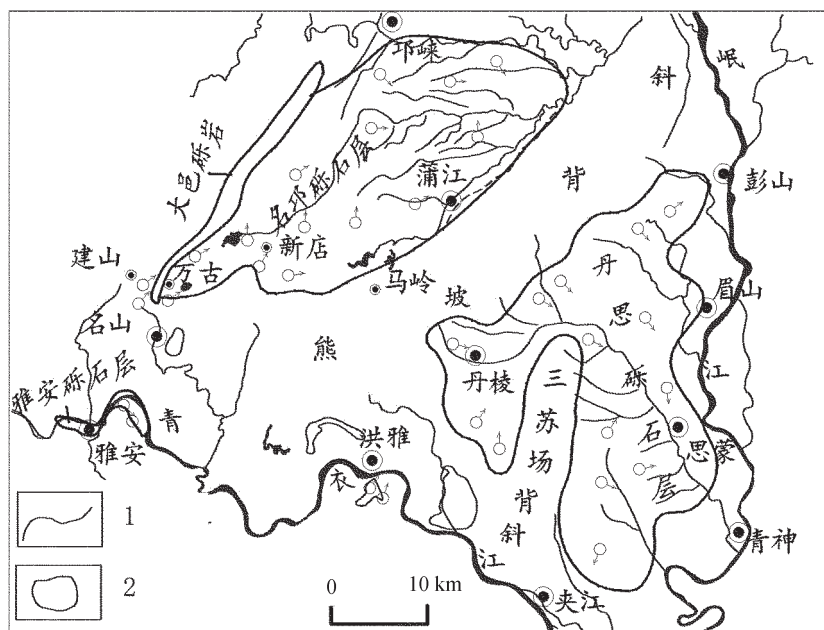 邛崃
岷
斜
大邑砾岩
名邛砾石层
蒲江
背
彭山
建山
万古
新店
马岭
坡
丹
眉山
名山
熊
思
江
雅安砾石层
丹棱
三
砾
青
雅安
洪雅
苏
石
思蒙
衣
场
层
背
斜
江
青神
夹江
1
2
0 10 km